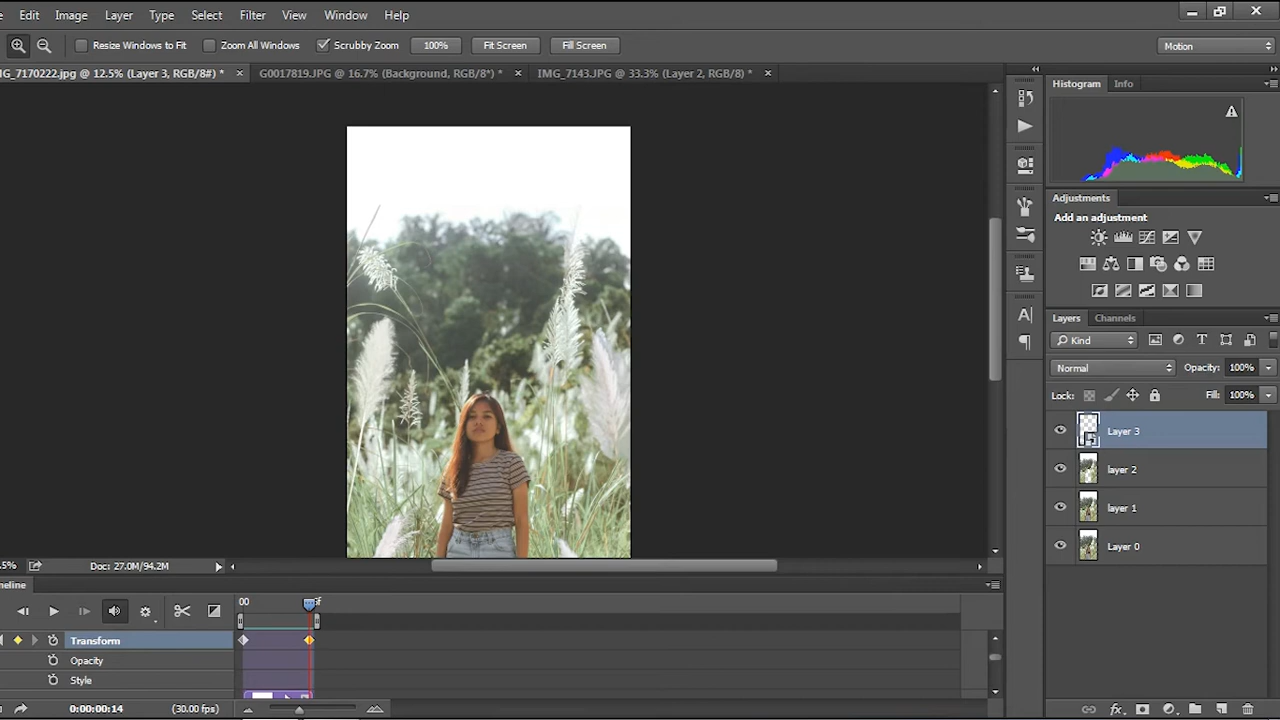 Edit Image Layer Type Select Filter View Window Help
Resize Windows to Fit Zoom All Windows Scrubby Zoom 100% Fit Screen Fill Screen Motion
MG_7170222.jpg @ 12.5% (Layer 3, RGB/8#) * G0017819.JPG @ 16.7% (Background, RGB/8*) * IMG_7143.JPG @ 33.3% (Layer 2, RGB/8) *
Histogram Info
Adjustments
Add an adjustment
Layers Channels
Kind
Normal Opacity: 100%
Lock: Fill: 100%
Layer 3
layer 2
layer 1
Layer 0
.5% Doc: 27.0M/94.2M
meline
00
Transform
Opacity
Style
0:00:00:14 (30.00 fps)